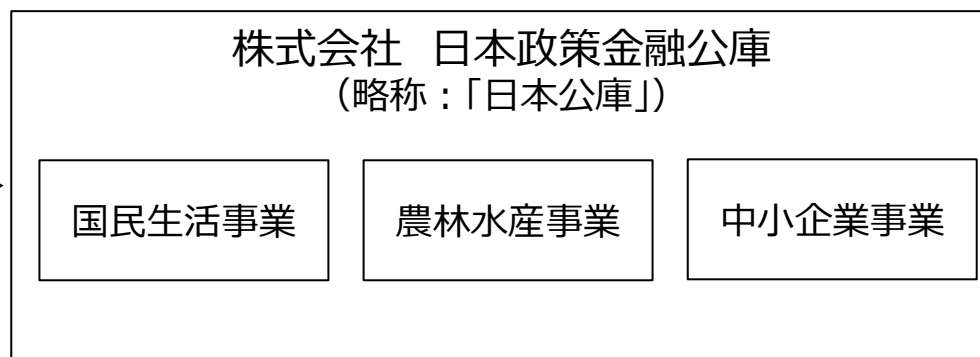 株式会社 日本政策金融公庫
（略称：「日本公庫」）
国民生活事業 農林水産事業 中小企業事業